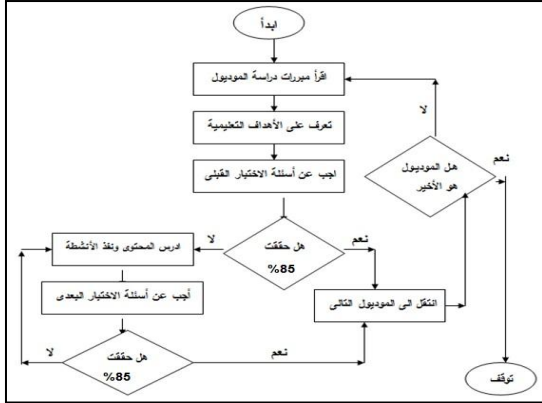 ابدأ
اقرأ مبررات دراسة الموديول
تعرف على الأهداف التعليمية
اجب عن أسئلة الاختبار القبلى
هل حققت
85%
نعم
لا
ادرس المحتوى ونفذ الأنشطة
أجب عن أسئلة الاختبار البعدى
هل حققت
85%
لا
نعم
انتقل الى الموديول التالى
هل الموديول
هو الأخير
لا
نعم
توقف